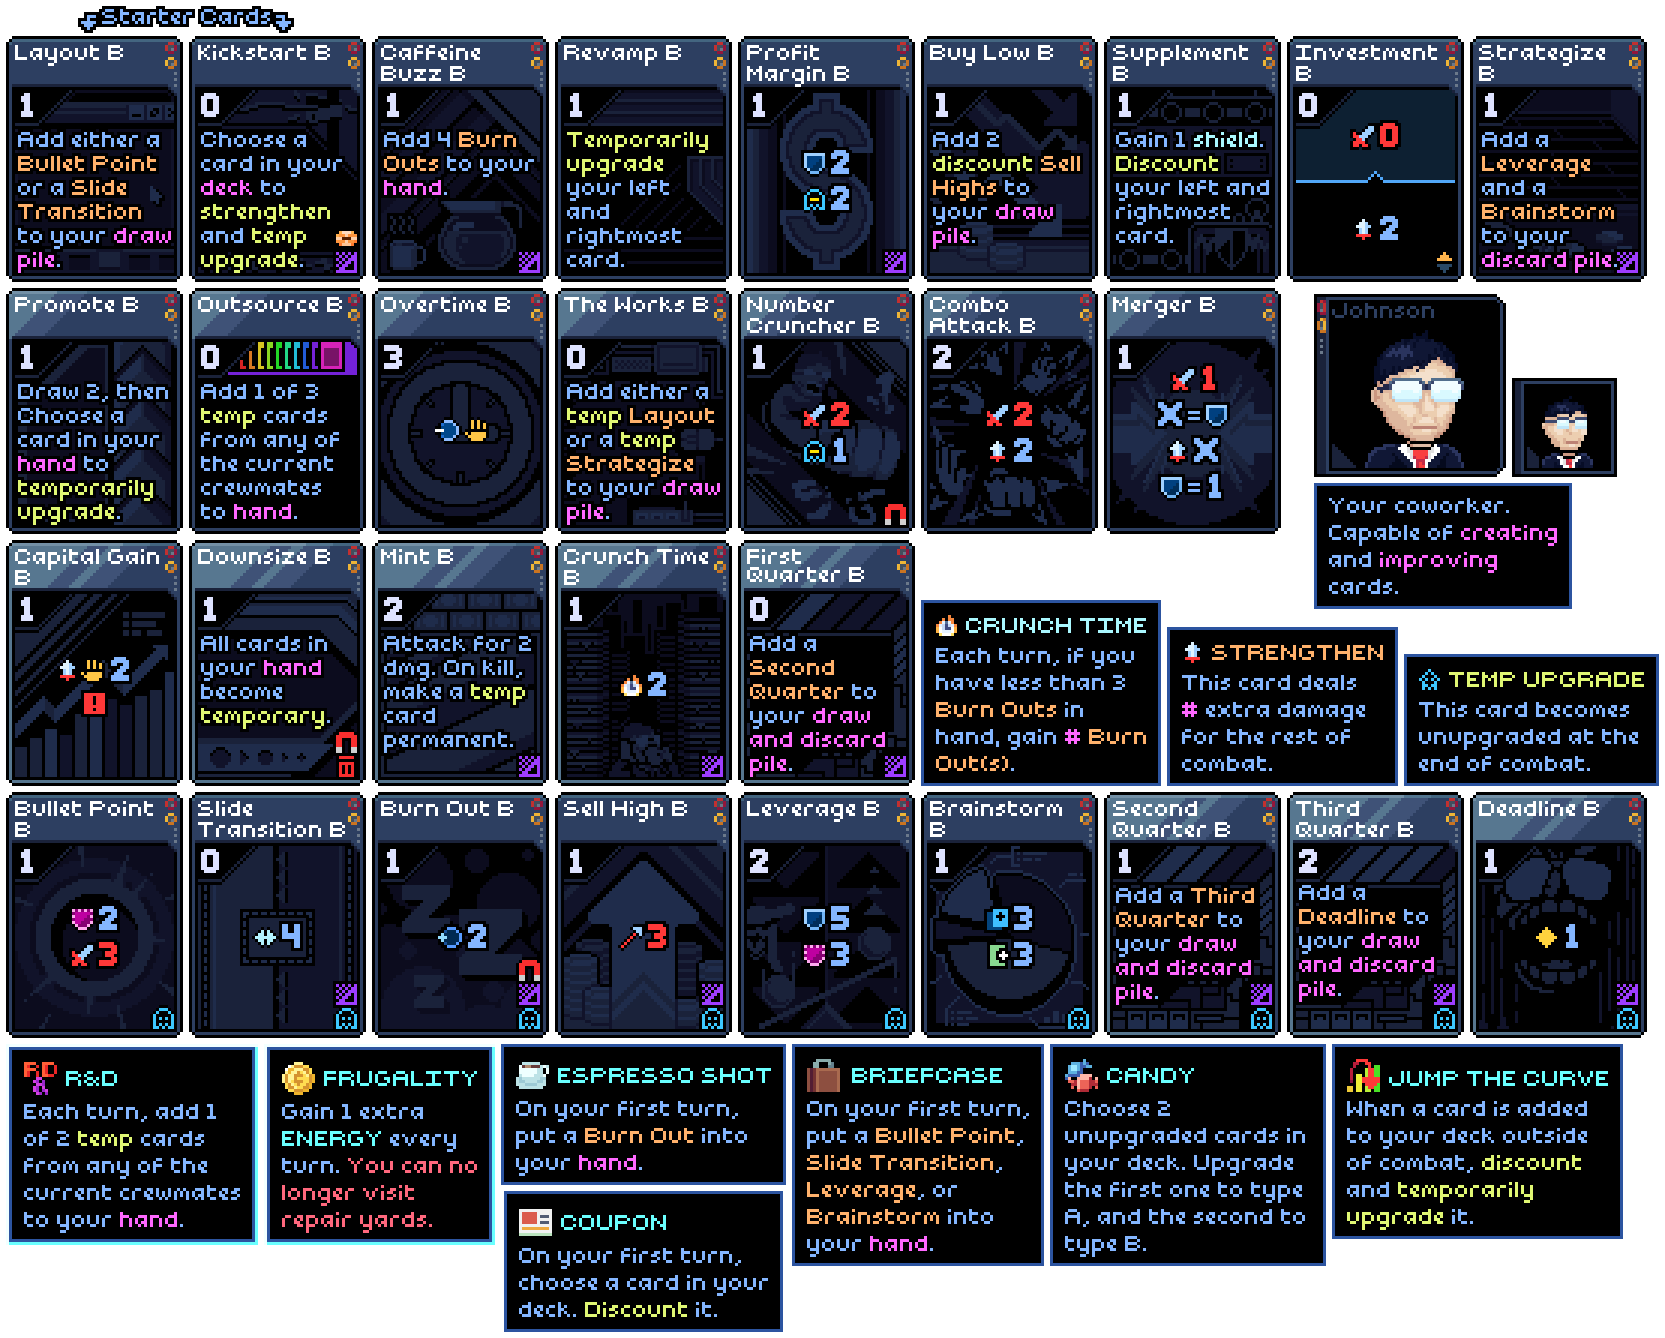 Starter Cards
Layout B
1
Add either a
Bullet Point
or a Slide
Transition
to your draw
pile.
Kickstart B
0
Choose a
card in your
deck to
strengthen
and temp
upgrade.
Caffeine
Buzz B
1
Add 4 Burn
Outs to your
hand.
Revamp B
1
Temporarily
upgrade
your left
and
rightmost
card.
Profit
Margin B
1
2
2
Buy Low B
1
Add 2
discount Sell
Highs to
your draw
pile.
Supplement
B
1
Gain 1 shield.
Discount
your left and
rightmost
card.
Investment
B
0
0
2
Strategize
B
1
Add a
Leverage
and a
Brainstorm
to your
discard pile.
Promote B
1
Draw 2, then
Choose a
card in your
hand to
temporarily
upgrade.
Outsource B
0
Add 1 of 3
temp cards
from any of
the current
crewmates
to hand.
Overtime B
3
The Works B
0
Add either a
temp Layout
or a temp
Strategize
to your draw
pile.
Number
Cruncher B
1
2
1
Combo
Attack B
2
2
2
Merger B
1
1
X=
X
=1
Johnson
Your coworker.
Capable of creating
and improving
cards.
Capital Gain
B
1
2
Downsize B
1
All cards in
your hand
become
temporary.
Mint B
2
Attack for 2
dmg. On kill,
make a temp
card
permanent.
Crunch Time
B
1
2
First
Quarter B
0
Add a
Second
Quarter to
your draw
and discard
pile.
CRUNCH TIME
Each turn, if you
have less than 3
Burn Outs in
hand, gain # Burn
Out(s).
STRENGTHEN
This card deals
# extra damage
for the rest of
combat.
TEMP UPGRADE
This card becomes
unupgraded at the
end of combat.
Bullet Point
B
1
2
3
Slide
Transition B
0
4
Burn Out B
1
2
Sell High B
1
3
Leverage B
2
5
3
Brainstorm
B
1
3
3
Second
Quarter B
1
Add a Third
Quarter to
your draw
and discard
pile.
Third
Quarter B
2
Add a
Deadline to
your draw
and discard
pile.
Deadline B
1
1
R&D
Each turn, add 1
of 2 temp cards
from any of the
current crewmates
to your hand.
FRUGALITY
Gain 1 extra
ENERGY every
turn. You can no
longer visit
repair yards.
ESPRESSO SHOT
On your first turn,
put a Burn Out into
your hand.
COUPON
On your first turn,
choose a card in your
deck. Discount it.
BRIEFCASE
On your first turn,
put a Bullet Point,
Slide Transition,
Leverage, or
Brainstorm into
your hand.
CANDY
Choose 2
unupgraded cards in
your deck. Upgrade
the first one to type
A, and the second to
type B.
JUMP THE CURVE
When a card is added
to your deck outside
of combat, discount
and temporarily
upgrade it.